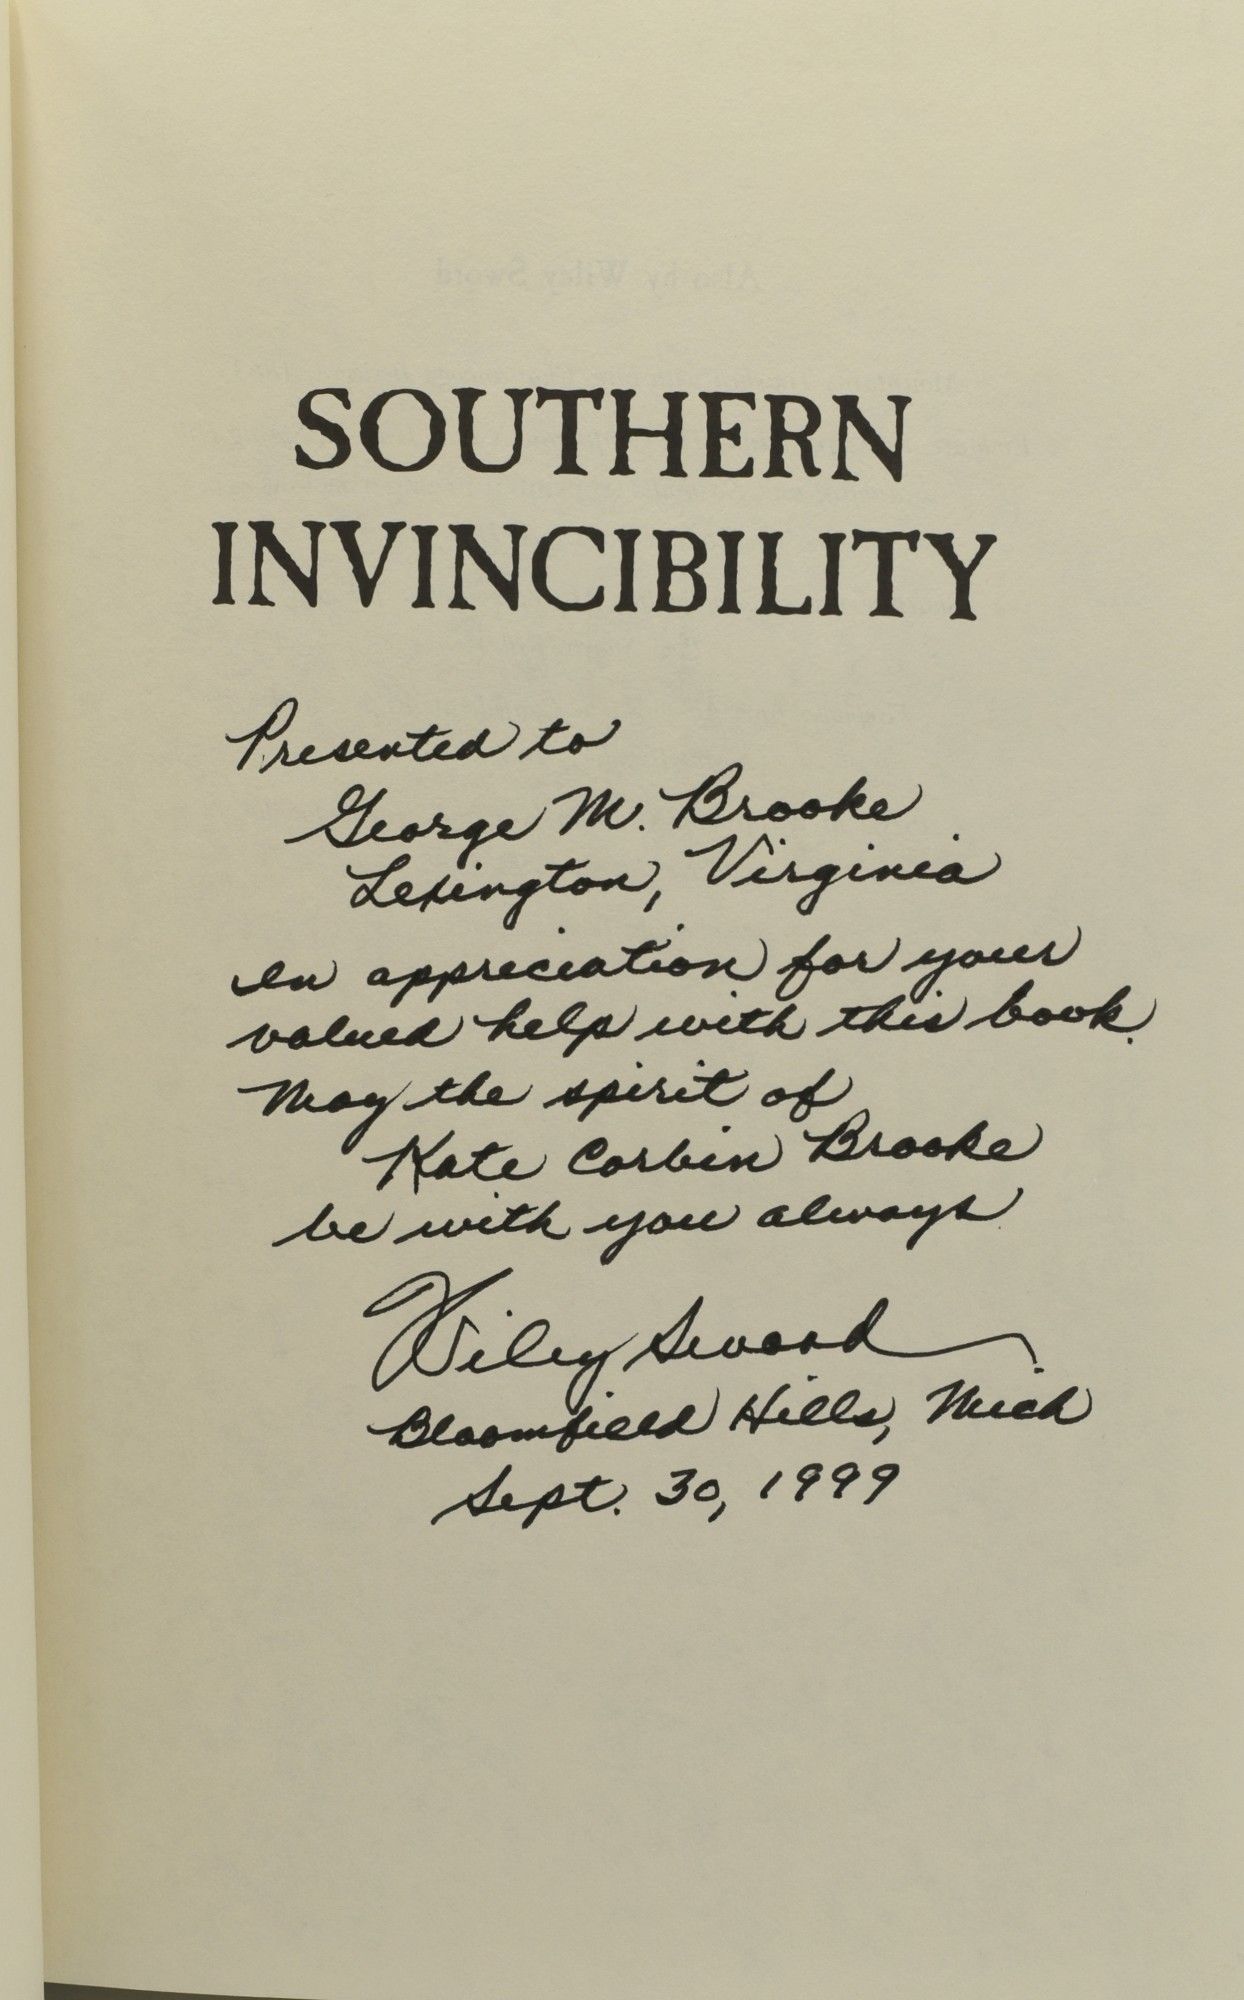 SOUTHERN
INVINCIBILITY
Presented to
George M. Brooke
Lexington, Virginia
in appreciation for your
valued help with this book.
May the spirit of
Kate Corbin Brooke
be with you always
Wiley Sword
Bloomfield Hills, Mich
Sept. 30, 1999